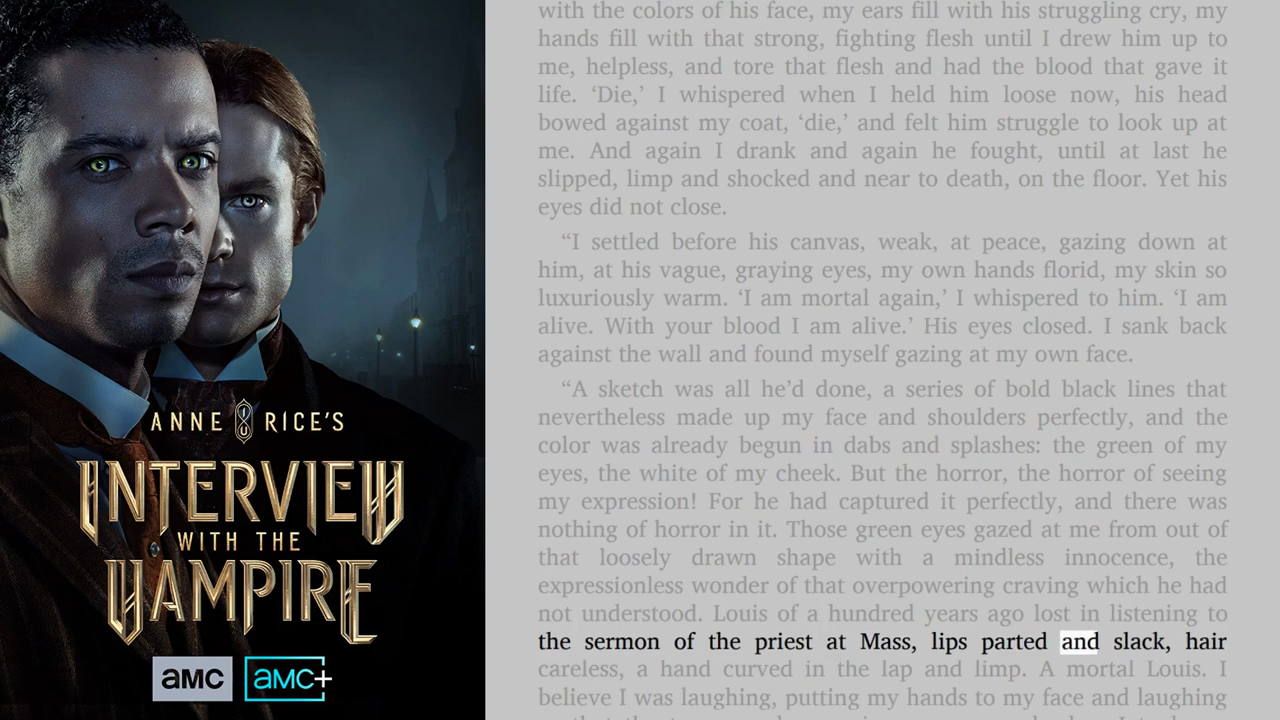 ANNE RICE'S
INTERVIEW
WITH THE
VAMPIRE
amc
amc+
with the colors of his face, my ears fill with his struggling cry, my
hands fill with that strong, fighting flesh until I drew him up to
me, helpless, and tore that flesh and had the blood that gave it
life. ‘Die,’ I whispered when I held him loose now, his head
bowed against my coat, ‘die,’ and felt him struggle to look up at
me. And again I drank and again he fought, until at last he
slipped, limp and shocked and near to death, on the floor. Yet his
eyes did not close.
“I settled before his canvas, weak, at peace, gazing down at
him, at his vague, graying eyes, my own hands florid, my skin so
luxuriously warm. ‘I am mortal again,’ I whispered to him. ‘I am
alive. With your blood I am alive.’ His eyes closed. I sank back
against the wall and found myself gazing at my own face.
“A sketch was all he’d done, a series of bold black lines that
nevertheless made up my face and shoulders perfectly, and the
color was already begun in dabs and splashes: the green of my
eyes, the white of my cheek. But the horror, the horror of seeing
my expression! For he had captured it perfectly, and there was
nothing of horror in it. Those green eyes gazed at me from out of
that loosely drawn shape with a mindless innocence, the
expressionless wonder of that overpowering craving which he had
not understood. Louis of a hundred years ago lost in listening to
the sermon of the priest at Mass, lips parted and slack, hair
careless, a hand curved in the lap and limp. A mortal Louis. I
believe I was laughing, putting my hands to my face and laughing